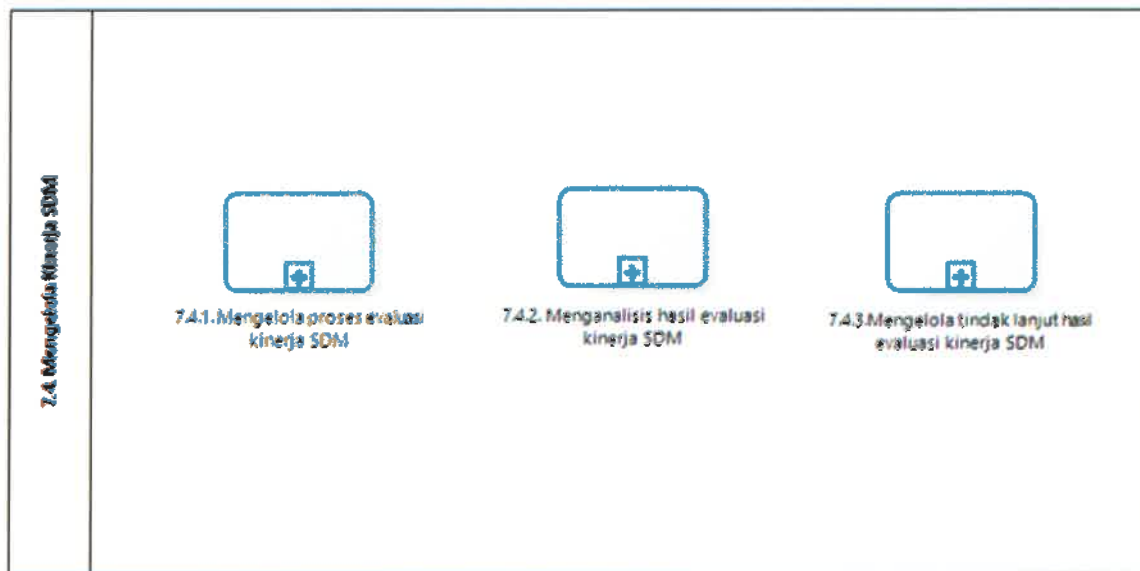 7.4. Mengelola Kinerja SDM
7.4.1. Mengelola proses evaluasi
kinerja SDM
7.4.2. Menganalisis hasil evaluasi
kinerja SDM
7.4.3.Mengelola tindak lanjut hasil
evaluasi kinerja SDM